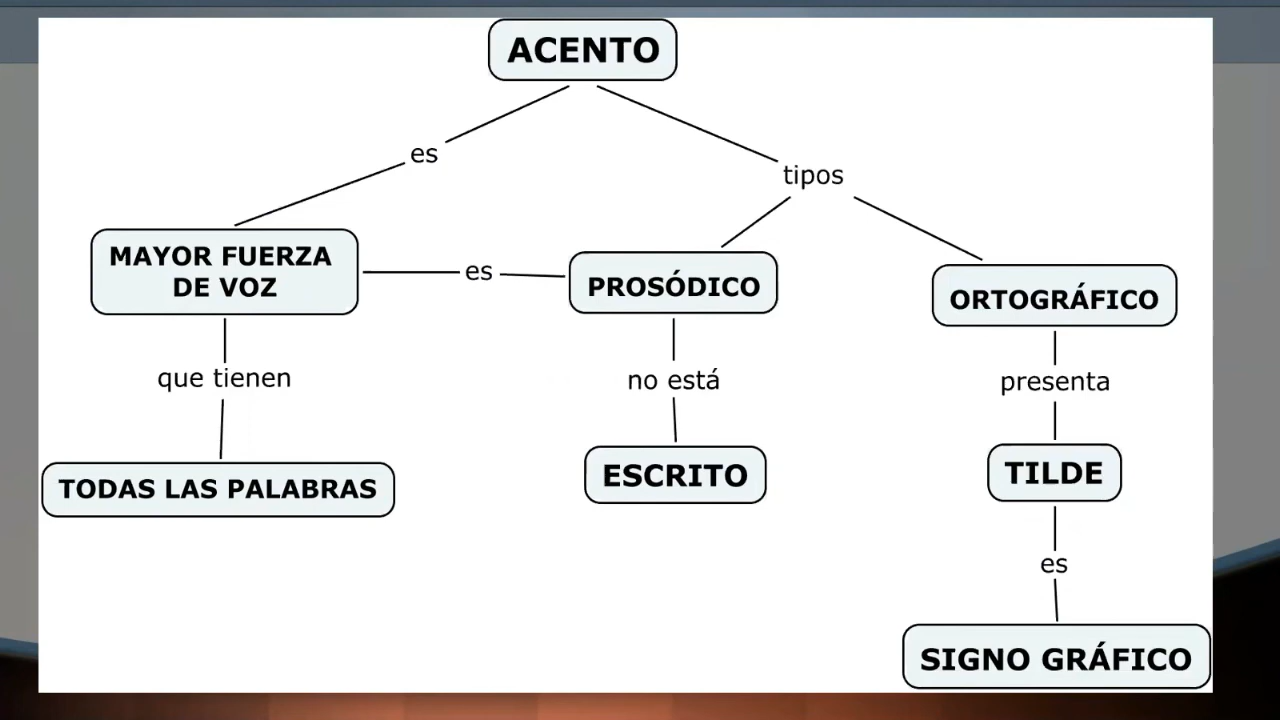 ACENTO
es
tipos
MAYOR FUERZA
DE VOZ
es
PROSÓDICO
ORTOGRÁFICO
que tienen
no está
presenta
TODAS LAS PALABRAS
ESCRITO
TILDE
es
SIGNO GRÁFICO